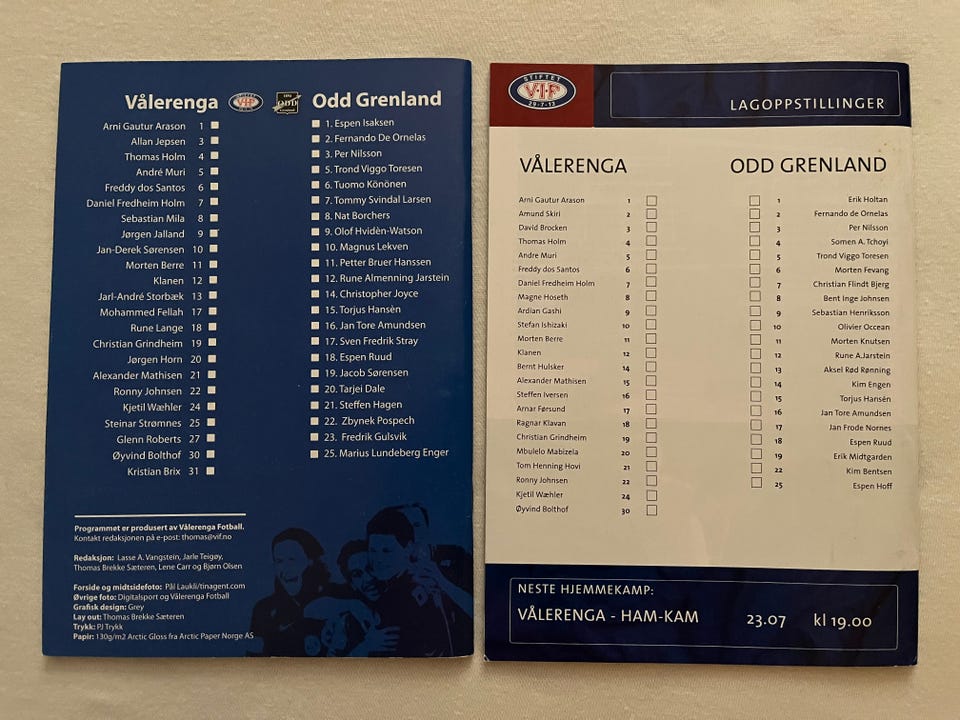 Vålerenga
Arni Gautur Arason 1
Allan Jepsen 3
Thomas Holm 4
André Muri 5
Freddy dos Santos 6
Daniel Fredheim Holm 7
Sebastian Mila 8
Jørgen Jalland 9
Jan-Derek Sørensen 10
Morten Berre 11
Klanen 12
Jarl-André Storbæk 13
Mohammed Fellah 17
Rune Lange 18
Christian Grindheim 19
Jørgen Horn 20
Alexander Mathisen 21
Ronny Johnsen 22
Kjetil Wæhler 24
Steinar Strømnes 25
Glenn Roberts 27
Øyvind Bolthof 30
Kristian Brix 31
V·I·F
ODD
Odd Grenland
1. Espen Isaksen
2. Fernando De Ornelas
3. Per Nilsson
5. Trond Viggo Toresen
6. Tuomo Könönen
7. Tommy Svindal Larsen
8. Nat Borchers
9. Olof Hvidèn-Watson
10. Magnus Lekven
11. Petter Bruer Hanssen
12. Rune Almenning Jarstein
14. Christopher Joyce
15. Torjus Hansèn
16. Jan Tore Amundsen
17. Sven Fredrik Stray
18. Espen Ruud
19. Jacob Sørensen
20. Tarjei Dale
21. Steffen Hagen
22. Zbynek Pospech
23. Fredrik Gulsvik
25. Marius Lundeberg Enger
Programmet er produsert av Vålerenga Fotball.
Kontakt redaksjonen på e-post: thomas@vif.no
Redaksjon: Lasse A. Vangstein, Jarle Teigøy,
Thomas Brekke Sæteren, Lene Carr og Bjørn Olsen
Forside og midtsidefoto: Pål Laukli/tinagent.com
Øvrige foto: Digitalsport og Vålerenga Fotball
Grafisk design: Grey
Lay out: Thomas Brekke Sæteren
Trykk: PJ Trykk
Papir: 130g/m2 Arctic Gloss fra Arctic Paper Norge AS
STIFTET
V·I·F
29-7-13
LAGOPPSTILLINGER
VÅLERENGA
Arni Gautur Arason 1
Amund Skiri 2
David Brocken 3
Thomas Holm 4
Andre Muri 5
Freddy dos Santos 6
Daniel Fredheim Holm 7
Magne Hoseth 8
Ardian Gashi 9
Stefan Ishizaki 10
Morten Berre 11
Klanen 12
Bernt Hulsker 14
Alexander Mathisen 15
Steffen Iversen 16
Arnar Førsund 17
Ragnar Klavan 18
Christian Grindheim 19
Mbulelo Mabizela 20
Tom Henning Hovi 21
Ronny Johnsen 22
Kjetil Wæhler 24
Øyvind Bolthof 30
ODD GRENLAND
1 Erik Holtan
2 Fernando de Ornelas
3 Per Nilsson
4 Somen A. Tchoyi
5 Trond Viggo Toresen
6 Morten Fevang
7 Christian Flindt Bjerg
8 Bent Inge Johnsen
9 Sebastian Henriksson
10 Olivier Occean
11 Morten Knutsen
12 Rune A.Jarstein
13 Aksel Rød Rønning
14 Kim Engen
15 Torjus Hansén
16 Jan Tore Amundsen
17 Jan Frode Nornes
18 Espen Ruud
19 Erik Midtgarden
22 Kim Bentsen
25 Espen Hoff
NESTE HJEMMEKAMP:
VÅLERENGA - HAM-KAM 23.07 kl 19.00